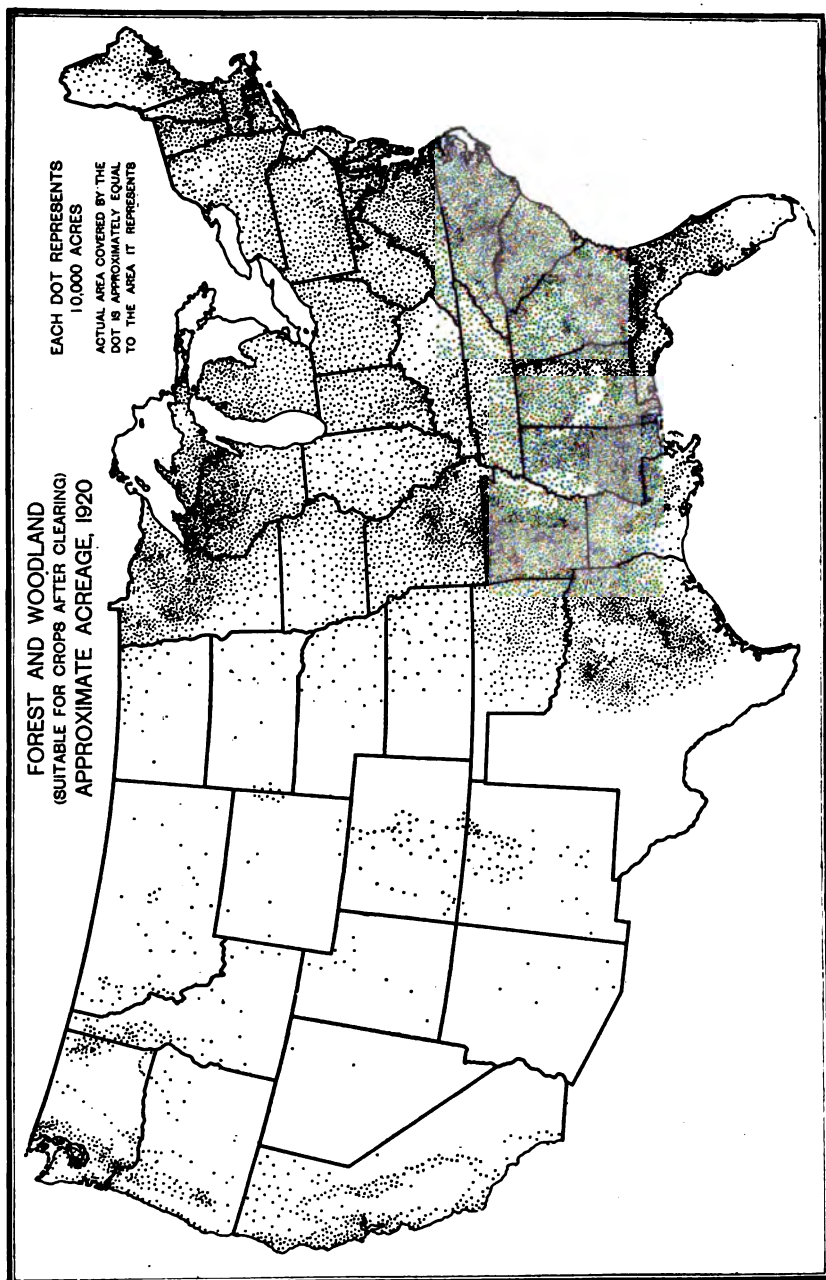 FOREST AND WOODLAND
(SUITABLE FOR CROPS AFTER CLEARING)
APPROXIMATE ACREAGE, 1920
EACH DOT REPRESENTS
10,000 ACRES
ACTUAL AREA COVERED BY THE
DOT IS APPROXIMATELY EQUAL
TO THE AREA IT REPRESENTS